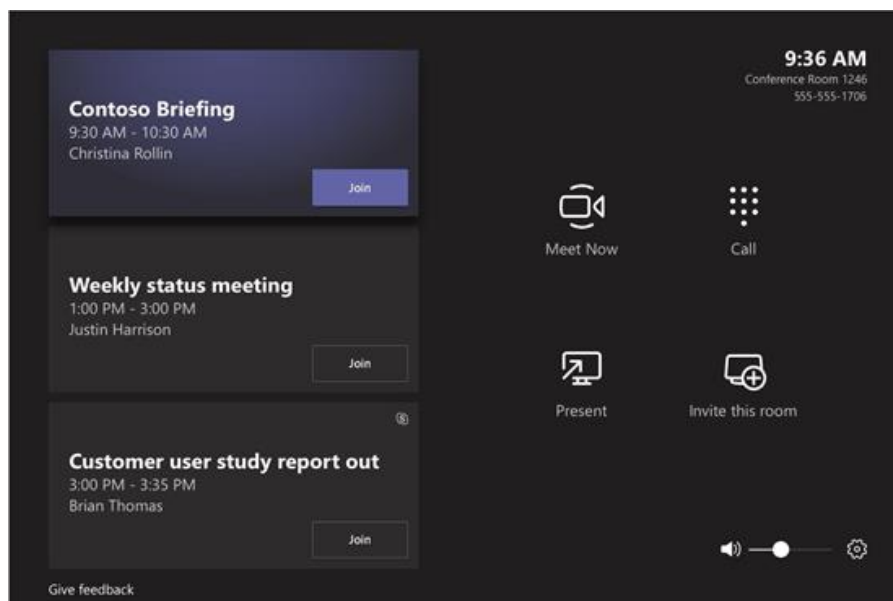 Contoso Briefing
9:30 AM - 10:30 AM
Christina Rollin
Join
Weekly status meeting
1:00 PM - 3:00 PM
Justin Harrison
Join
Customer user study report out
3:00 PM - 3:35 PM
Brian Thomas
Join
Give feedback
9:36 AM
Conference Room 1246
555-555-1706
Meet Now
Call
Present
Invite this room